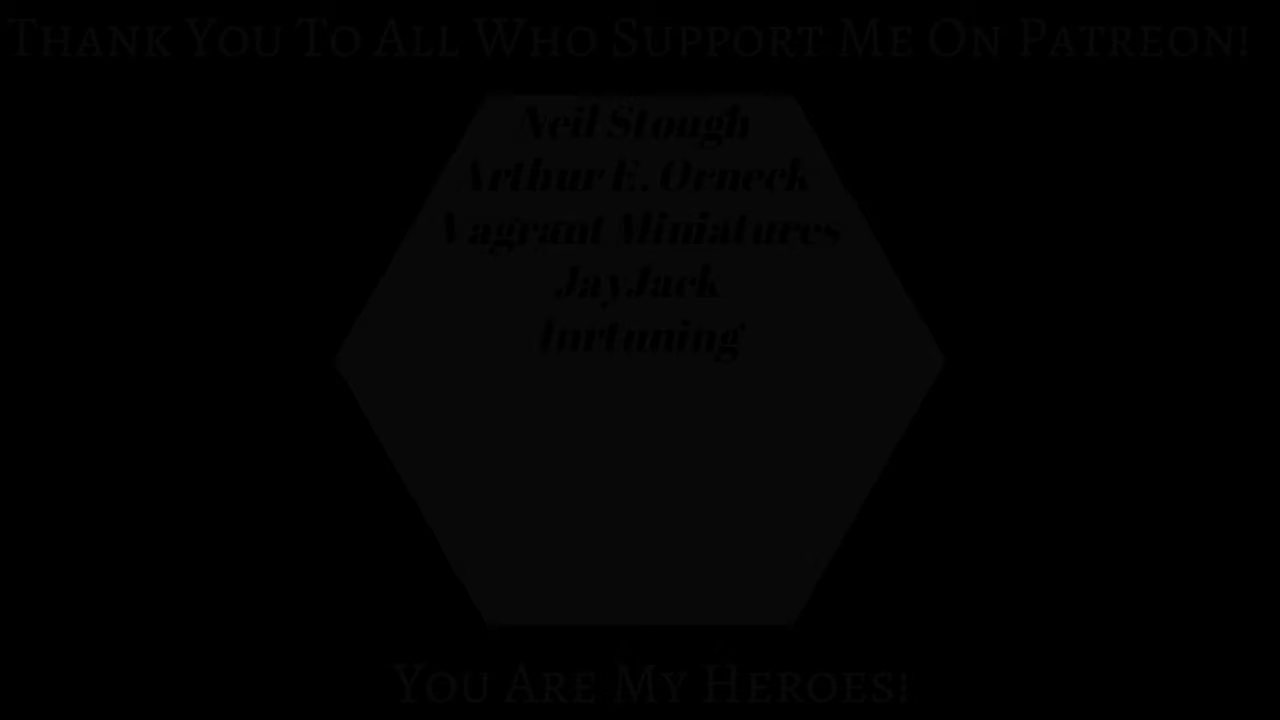 Thank You To All Who Support Me On Patreon!
Neil Stough
Arthur E. Orneck
Vagrant Miniatures
JayJack
You Are My Heroes!